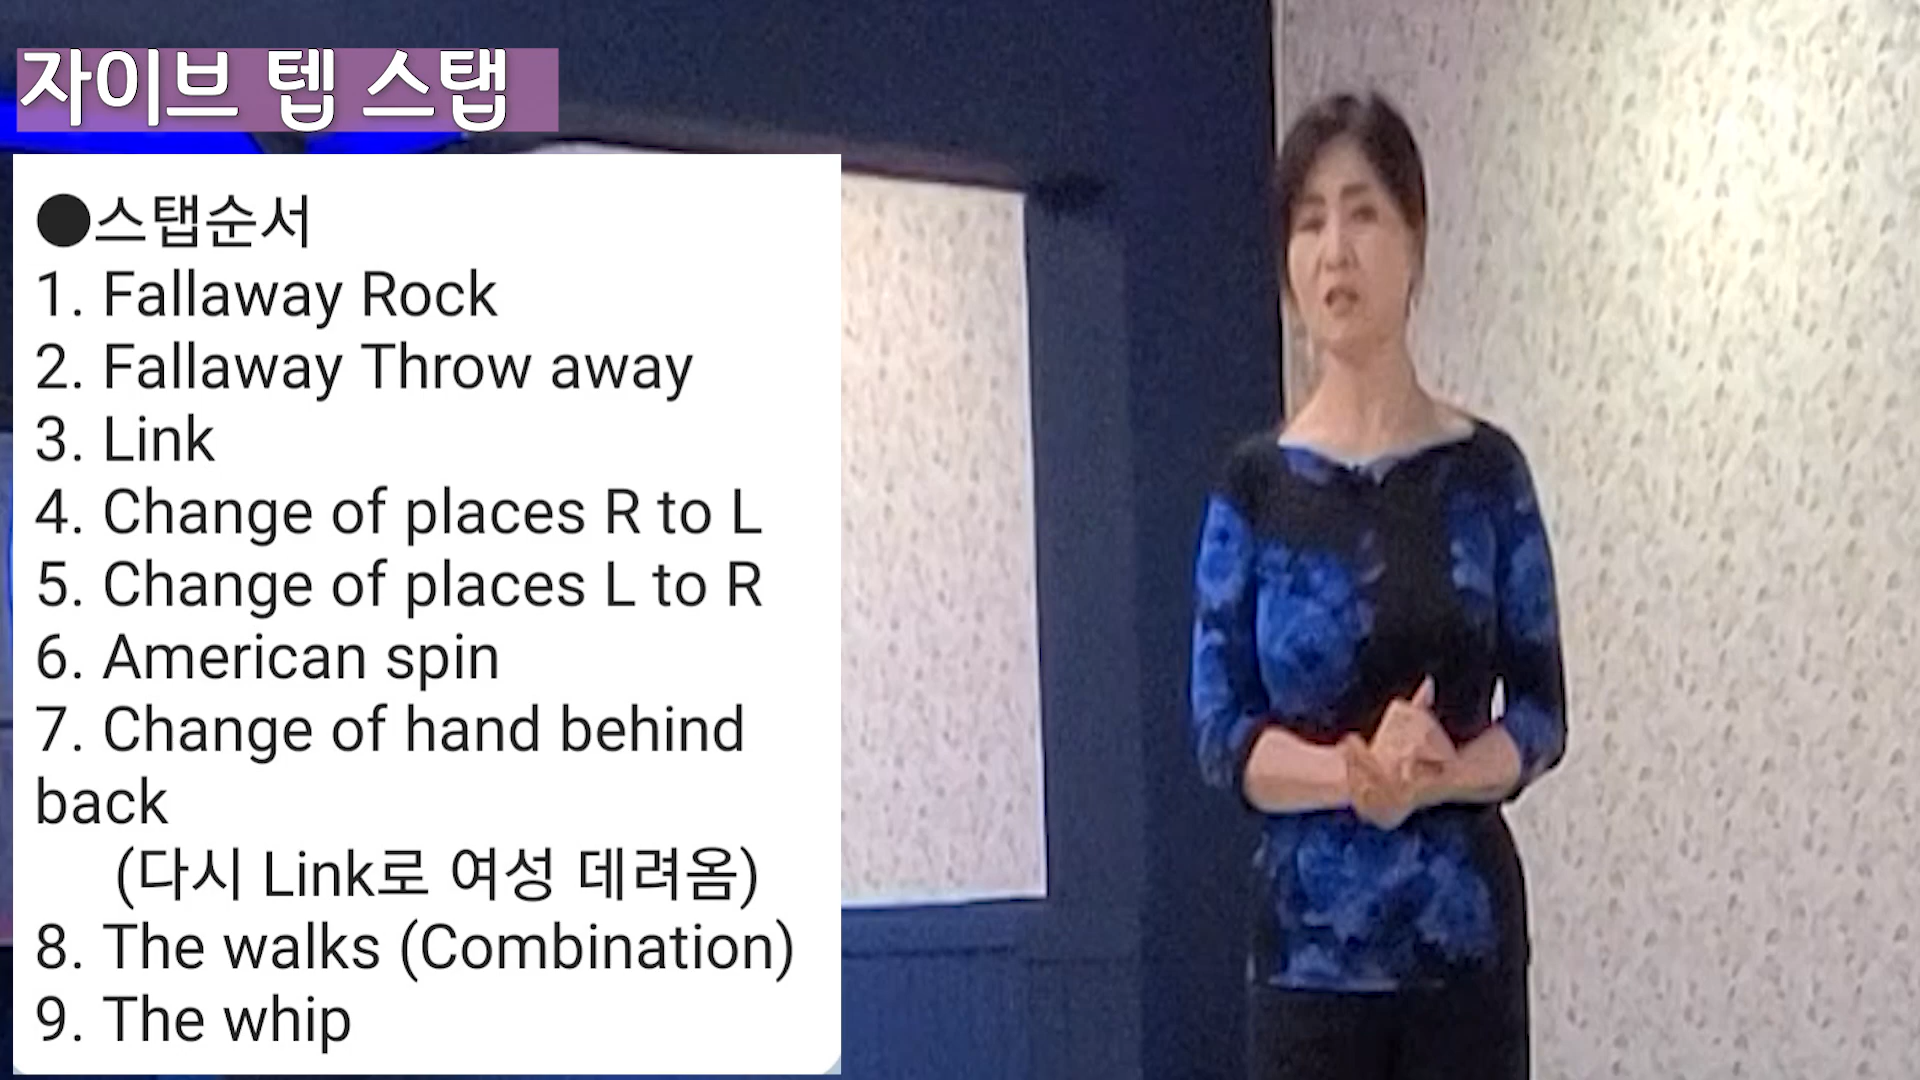 자이브 텝 스탭
●스탭순서
1. Fallaway Rock
2. Fallaway Throw away
3. Link
4. Change of places R to L
5. Change of places L to R
6. American spin
7. Change of hand behind
back
(다시 Link로 여성 데려옴)
8. The walks (Combination)
9. The whip